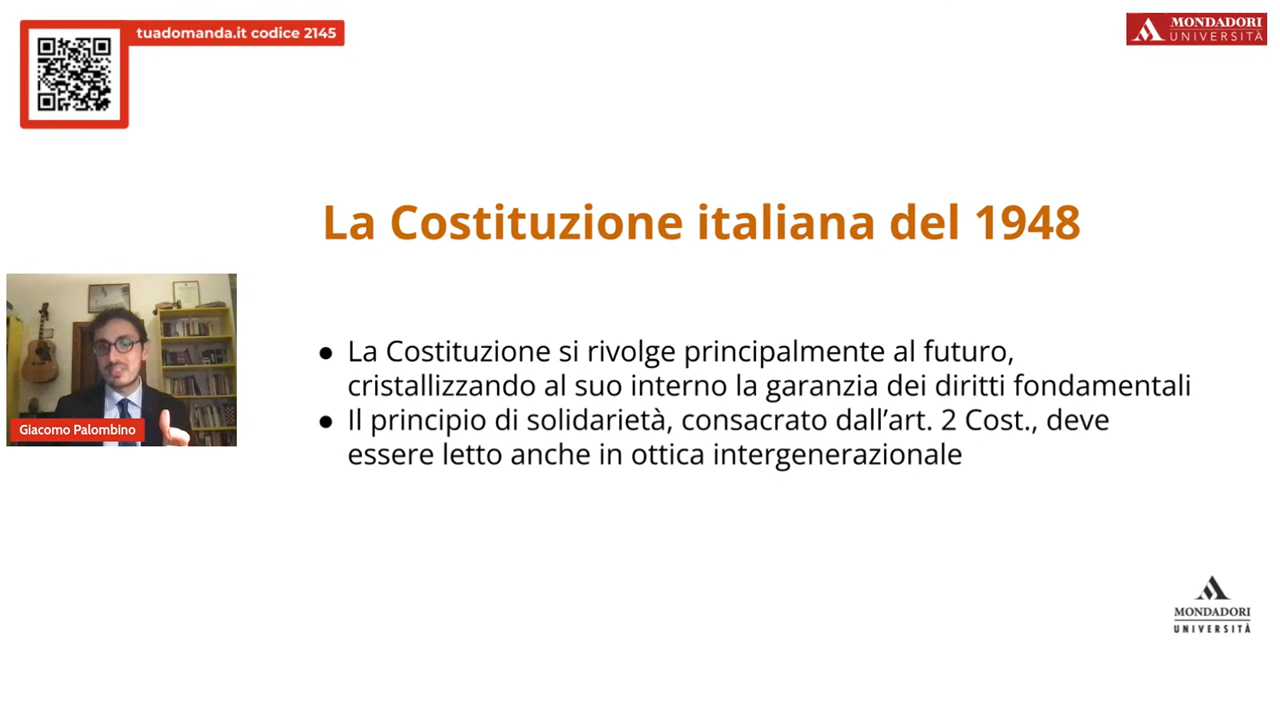 tuadomanda.it codice 2145
MONDADORI
UNIVERSITÀ
La Costituzione italiana del 1948
● La Costituzione si rivolge principalmente al futuro,
cristallizzando al suo interno la garanzia dei diritti fondamentali
● Il principio di solidarietà, consacrato dall’art. 2 Cost., deve
essere letto anche in ottica intergenerazionale
Giacomo Palombino
MONDADORI
UNIVERSITÀ